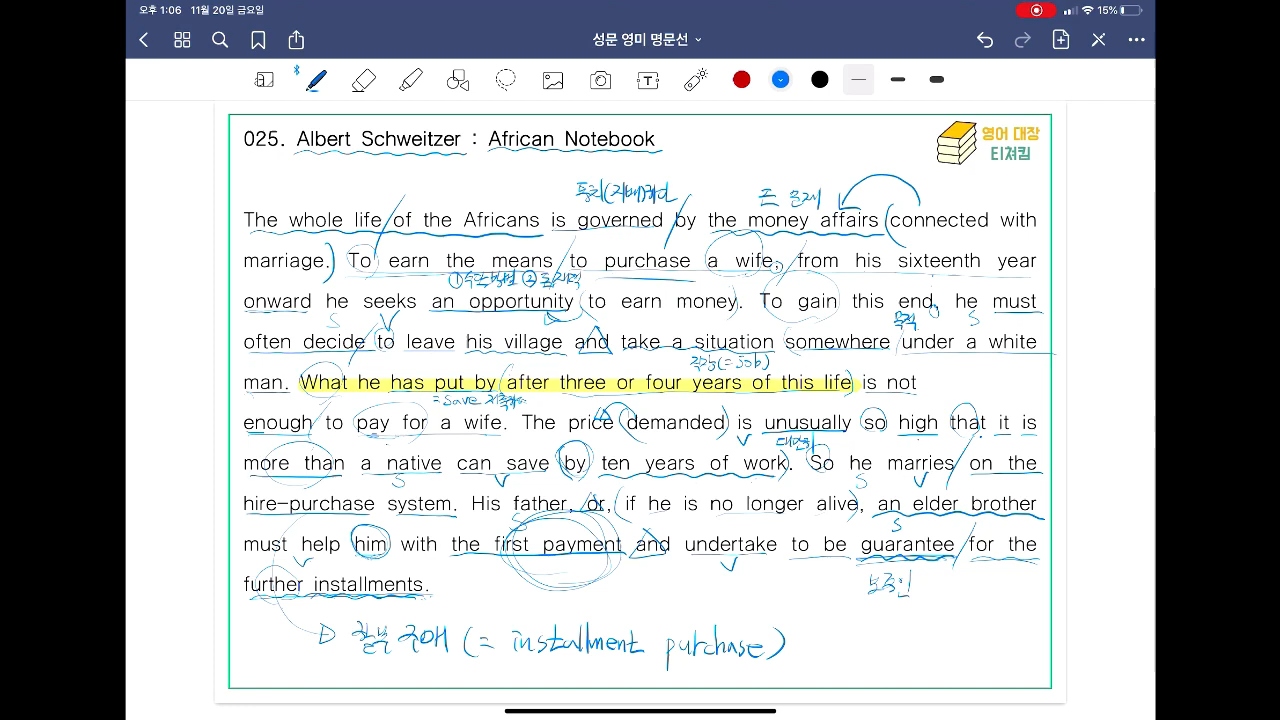 오후 1:06 11월 20일 금요일
15%
성문 영미 명문선
025. Albert Schweitzer : African Notebook
영어 대장
티쳐킴
통치(지배)하다
돈 문제
The whole life of the Africans is governed by the money affairs (connected with
marriage.) To earn the means to purchase a wife, from his sixteenth year
①수단, 방법 ②
onward he seeks an opportunity (to earn money). To gain this end, he must
S V 목적 S
often decide to leave his village and take a situation somewhere under a white
직장 (=job)
man. What he has put by (after three or four years of this life) is not
= save 저축하다
enough to pay for a wife. The price (demanded) is unusually so high that it is
V 대단히
more than a native can save by ten years of work). So he marries on the
S V S V
hire-purchase system. His father, or, (if he is no longer alive), an elder brother
S S
must help him with the first payment and undertake to be guarantee for the
V V 보증인
further installments.
할부 구매 (= installment purchase)